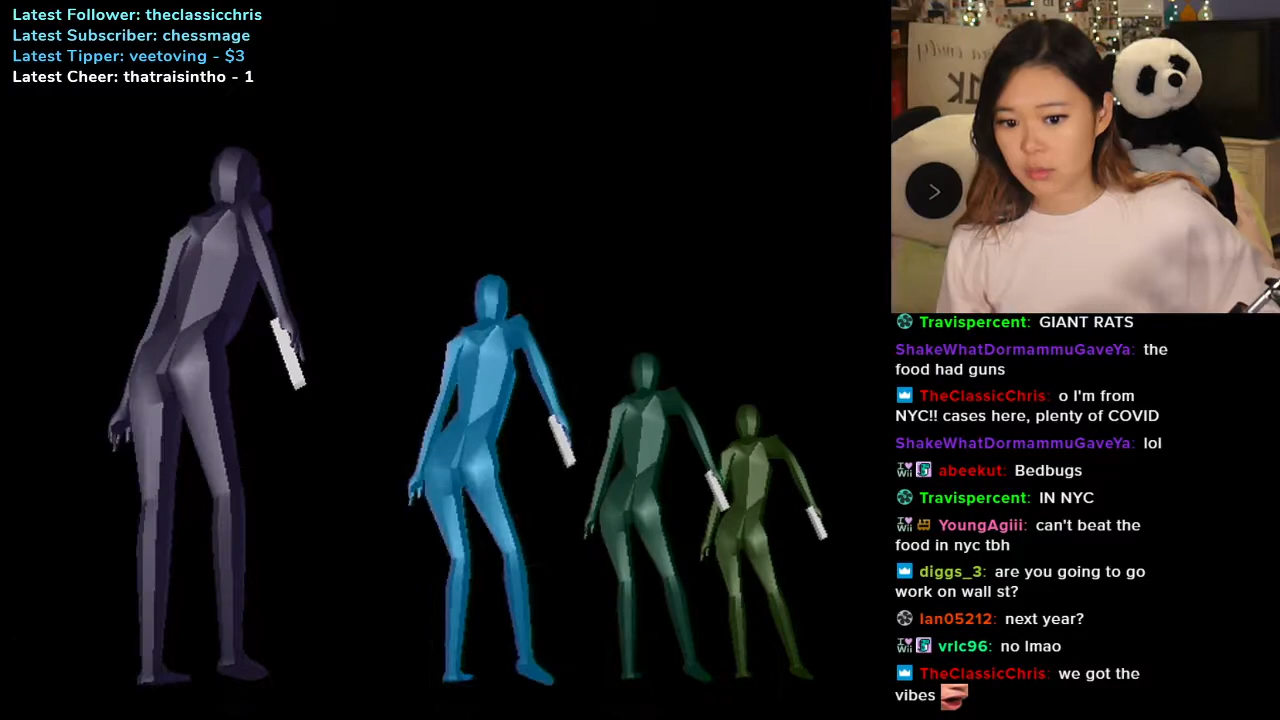 Latest Follower: theclassicchris
Latest Subscriber: chessmage
Latest Tipper: veetoving - $3
Latest Cheer: thatraisintho - 1
1K
Travispercent: GIANT RATS
ShakeWhatDormammuGaveYa: the
food had guns
TheClassicChris: o I'm from
NYC!! cases here, plenty of COVID
ShakeWhatDormammuGaveYa: lol
abeekut: Bedbugs
Travispercent: IN NYC
YoungAgiii: can't beat the
food in nyc tbh
diggs_3: are you going to go
work on wall st?
Ian05212: next year?
vrlc96: no lmao
TheClassicChris: we got the
vibes